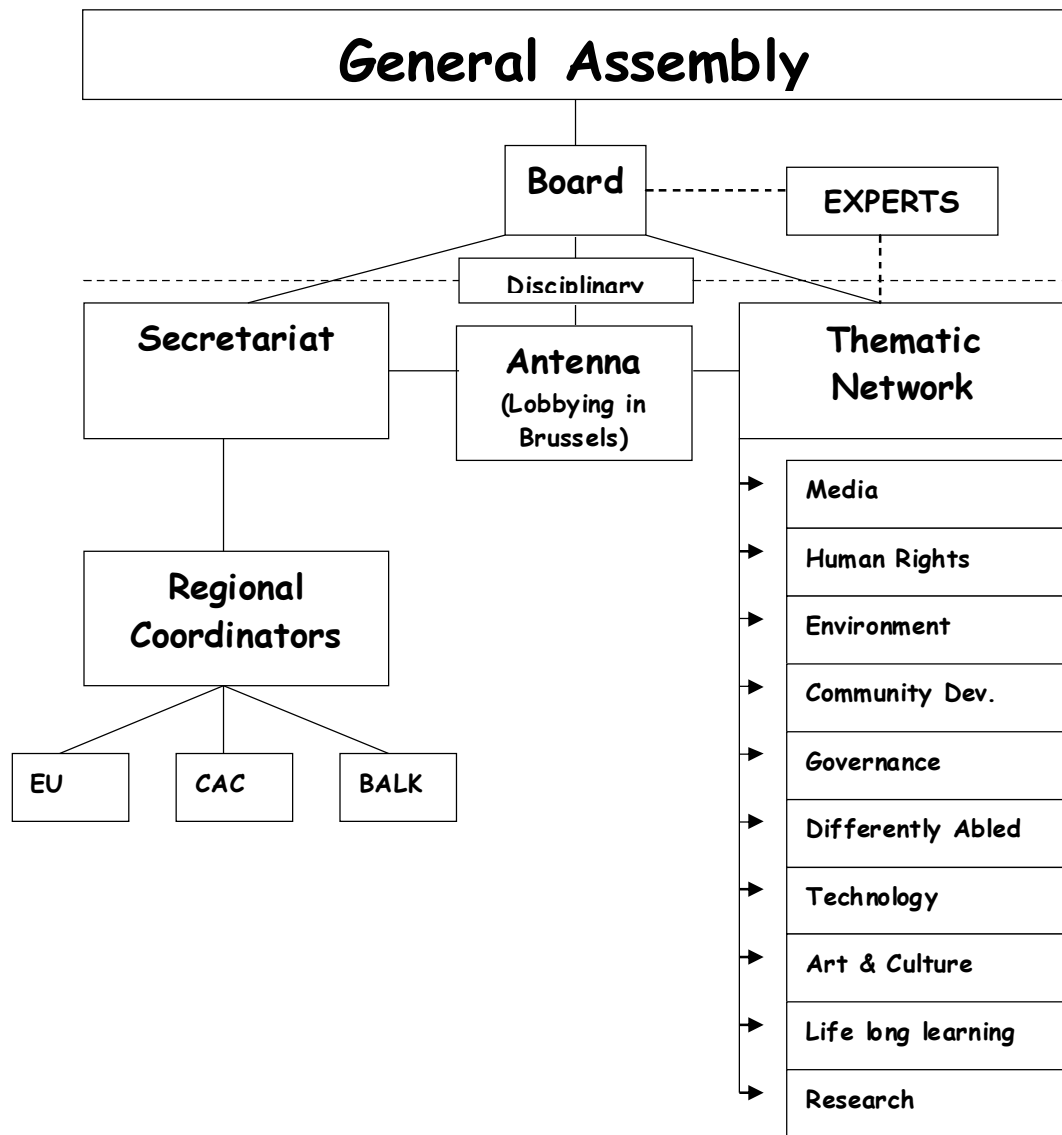 General Assembly
Board
EXPERTS
Disciplinary
Secretariat
Antenna
(Lobbying in
Brussels)
Thematic
Network
Regional
Coordinators
EU
CAC
BALK
Media
Human Rights
Environment
Community Dev.
Governance
Differently Abled
Technology
Art & Culture
Life long learning
Research